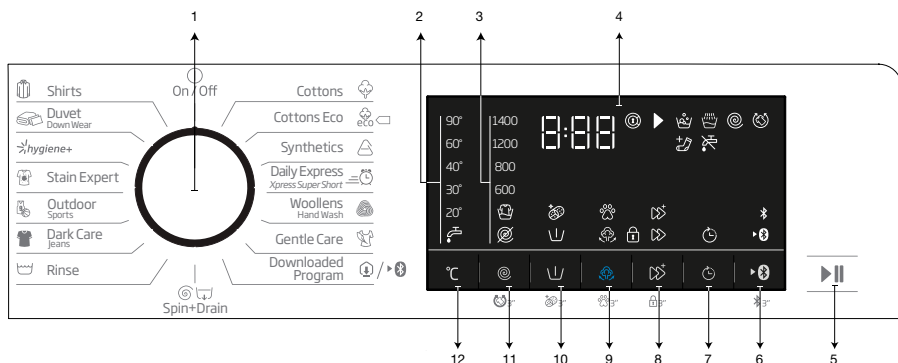 1
2
3
4
On / Off
Shirts
Duvet
Down Wear
hygiene+
Stain Expert
Outdoor
Sports
Dark Care
Jeans
Rinse
Spin+Drain
Cottons
Cottons Eco
eco
Synthetics
Daily Express
Xpress Super Short
Woollens
Hand Wash
Gentle Care
Downloaded
Program
/
90°
60°
40°
30°
20°
1400
1200
1000
800
600
8:88
°C
3"
3"
3"
3"
3"
12
11
10
9
8
7
6
5